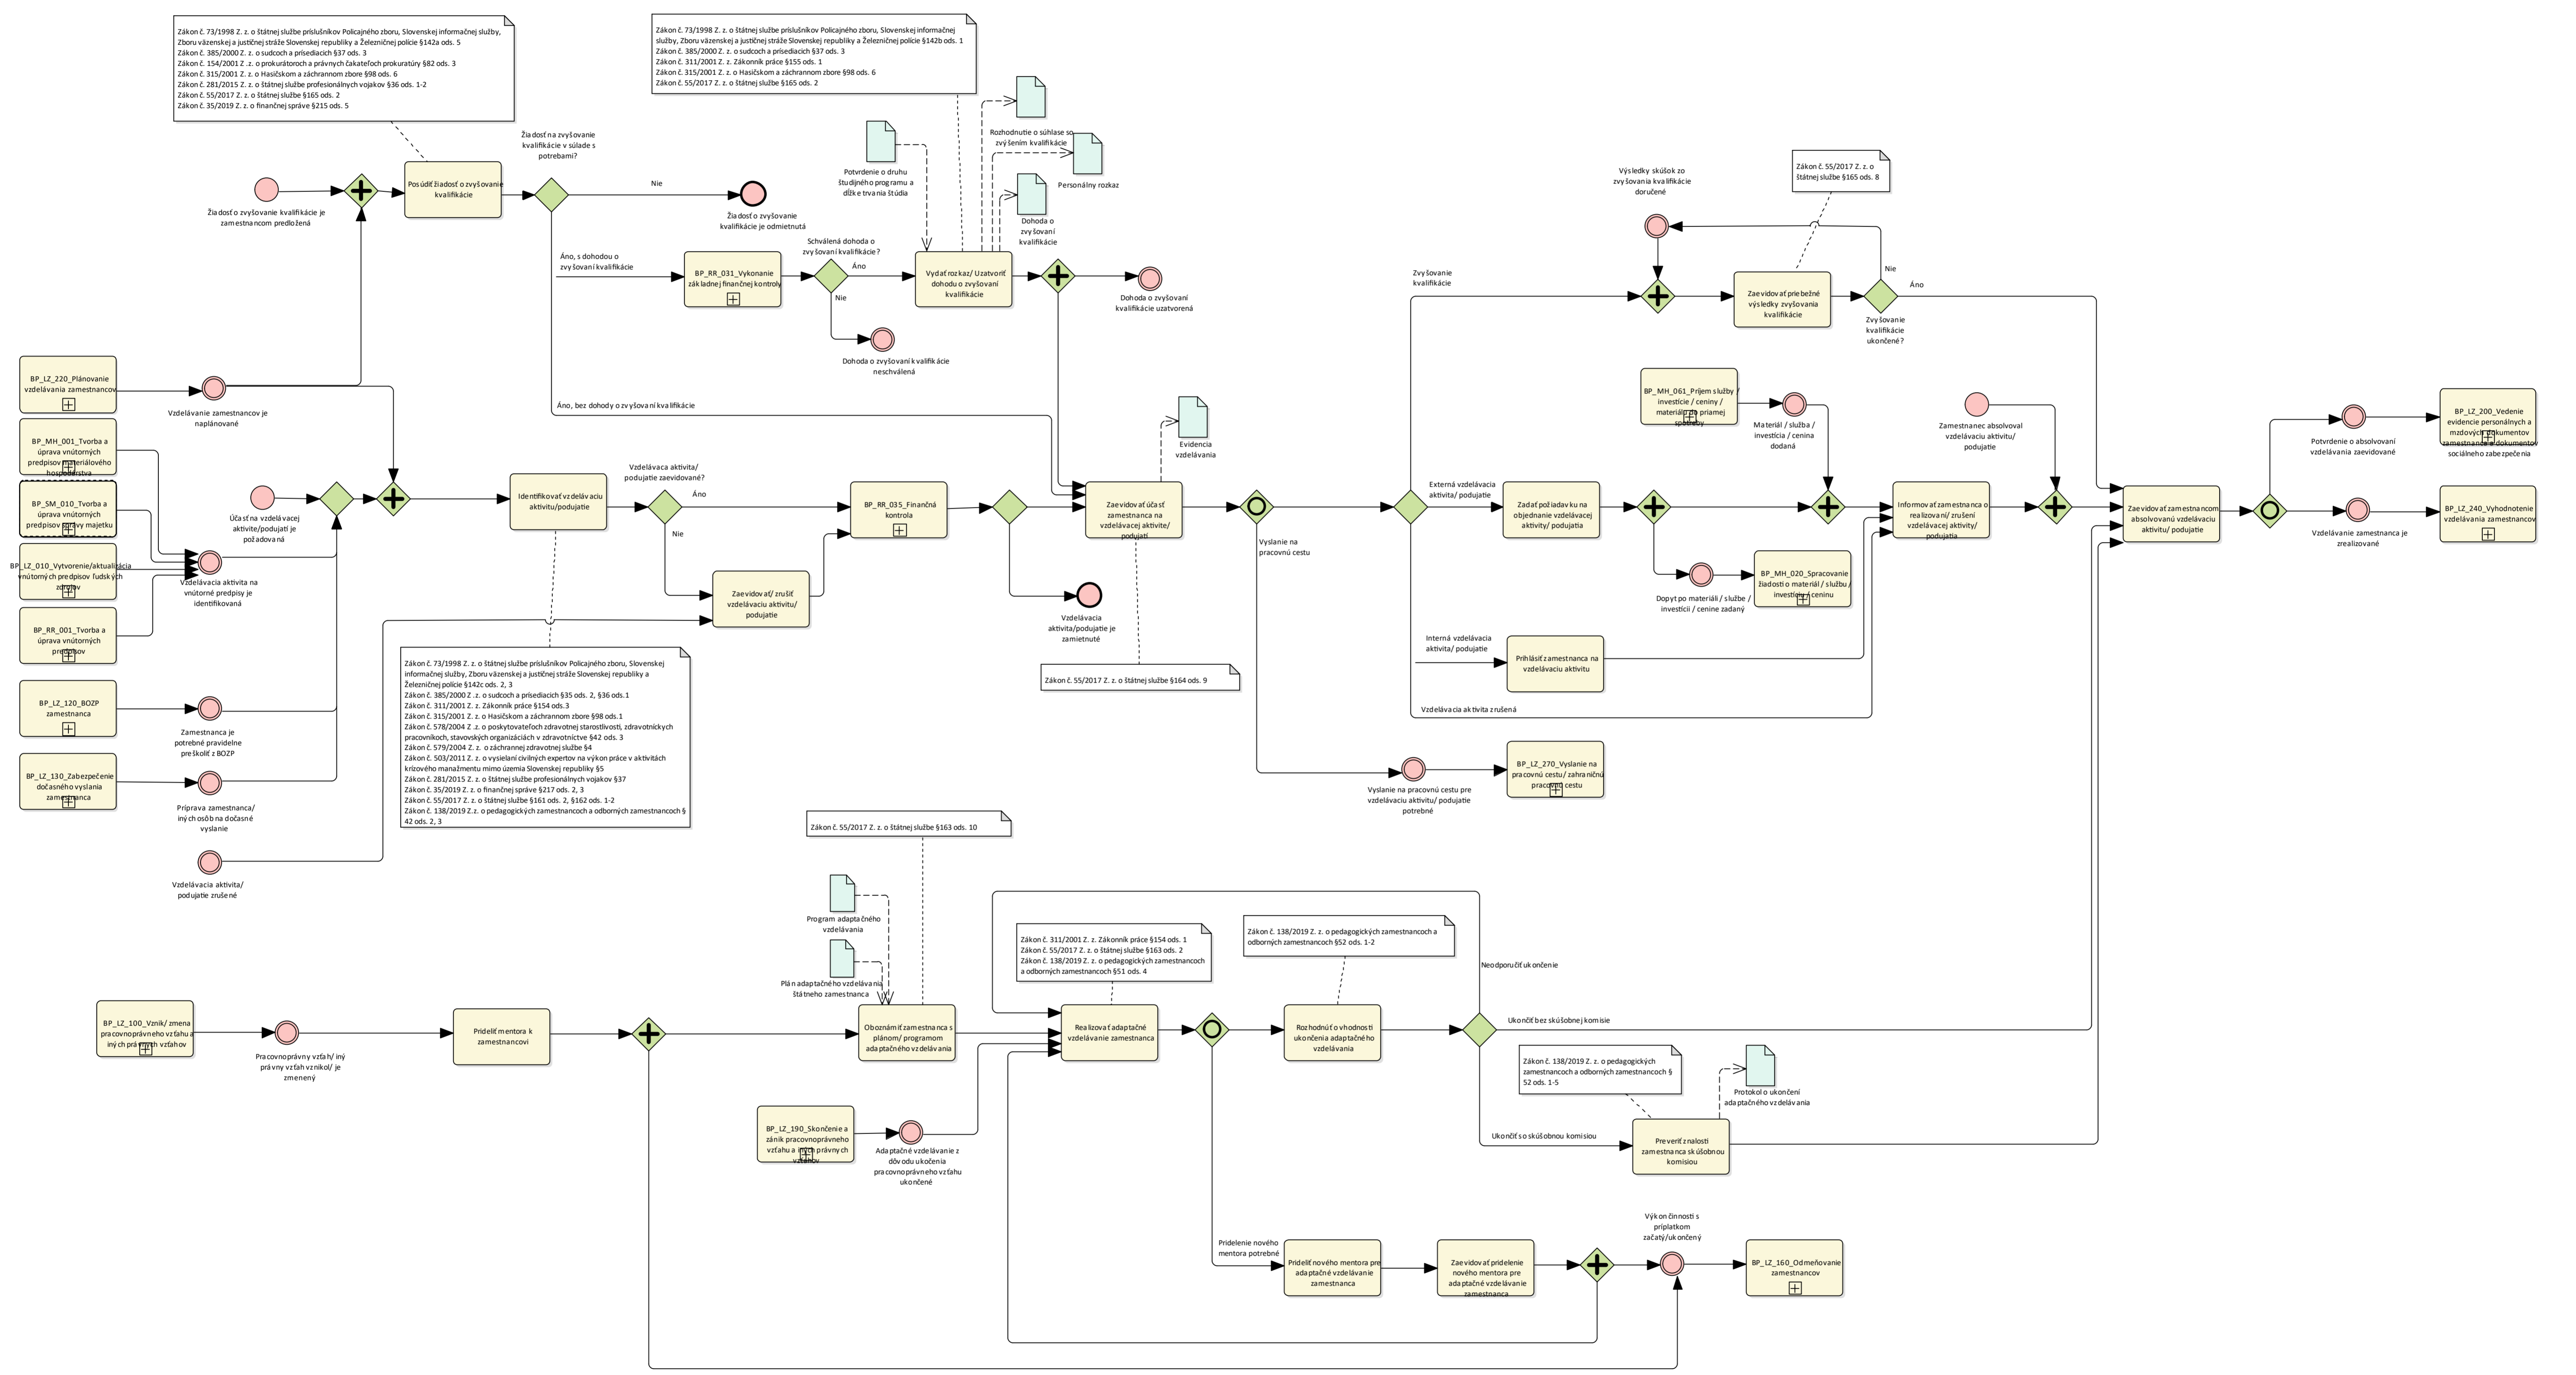 Zákon č. 73/1998 Z. z. o štátnej službe príslušníkov Policajného zboru, Slovenskej informačnej služby,
Zboru väzenskej a justičnej stráže Slovenskej republiky a Železničnej polície §142a ods. 5
Zákon č. 385/2000 Z. z. o sudcoch a prísediacich §37 ods. 3
Zákon č. 154/2001 Z .z. o prokurátoroch a právnych čakateľoch prokuratúry §82 ods. 3
Zákon č. 315/2001 Z. z. o Hasičskom a záchrannom zbore §98 ods. 6
Zákon č. 281/2015 Z. z. o štátnej službe profesionálnych vojakov §36 ods. 1-2
Zákon č. 55/2017 Z. z. o štátnej službe §165 ods. 2
Zákon č. 35/2019 Z. z. o finančnej správe §215 ods. 5
Zákon č. 73/1998 Z. z. o štátnej službe príslušníkov Policajného zboru, Slovenskej informačnej
služby, Zboru väzenskej a justičnej stráže Slovenskej republiky a Železničnej polície §142b ods. 1
Zákon č. 385/2000 Z. z. o sudcoch a prísediacich §37 ods. 3
Zákon č. 311/2001 Z. z. Zákonník práce §155 ods. 1
Zákon č. 315/2001 Z. z. o Hasičskom a záchrannom zbore §98 ods. 6
Zákon č. 55/2017 Z. z. o štátnej službe §165 ods. 2
Žiadosť o zvyšovanie kvalifikácie je
zamestnancom predložená
Posúdiť žiadosť o zvyšovanie
kvalifikácie
Žiadosť na zvyšovanie
kvalifikácie v súlade s
potrebami?
Nie
Žiadosť o zvyšovanie
kvalifikácie je odmietnutá
Potvrdenie o druhu
študijného programu a
dĺžke trvania štúdia
Rozhodnutie o súhlase so
zvýšením kvalifikácie
Personálny rozkaz
Dohoda o
zvyšovaní
kvalifikácie
Áno, s dohodou o
zvyšovaní kvalifikácie
BP_RR_031_Vykonanie
základnej finančnej kontroly
Schválená dohoda o
zvyšovaní kvalifikácie?
Áno
Nie
Dohoda o zvyšovaní kvalifikácie
neschválená
Vydať rozkaz/ Uzatvoriť
dohodu o zvyšovaní
kvalifikácie
Dohoda o zvyšovaní
kvalifikácie uzatvorená
Áno, bez dohody o zvyšovaní kvalifikácie
Výsledky skúšok zo
zvyšovania kvalifikácie
doručené
Zákon č. 55/2017 Z. z. o
štátnej službe §165 ods. 8
Zvyšovanie
kvalifikácie
Zaevidovať priebežné
výsledky zvyšovania
kvalifikácie
Nie
Áno
Zvyšovanie
kvalifikácie
ukončené?
BP_LZ_220_Plánovanie
vzdelávania zamestnancov
Vzdelávanie zamestnancov je
naplánované
BP_MH_001_Tvorba a
úprava vnútorných
predpisov materiálového
hospodárstva
BP_SM_010_Tvorba a
úprava vnútorných
predpisov správy majetku
BP_LZ_010_Vytvorenie/aktualizácia
vnútorných predpisov ľudských
zdrojov
BP_RR_001_Tvorba a
úprava vnútorných
predpisov
BP_LZ_120_BOZP
zamestnanca
BP_LZ_130_Zabezpečenie
dočasného vyslania
zamestnanca
Účasť na vzdelávacej
aktivite/podujatí je
požadovaná
Vzdelávacia aktivita na
vnútorné predpisy je
identifikovaná
Zamestnanca je
potrebné pravidelne
preškoliť z BOZP
Príprava zamestnanca/
iných osôb na dočasné
vyslanie
Vzdelávacia aktivita/
podujatie zrušené
Identifikovať vzdelávaciu
aktivitu/podujatie
Vzdelávaca aktivita/
podujatie zaevidované?
Áno
Nie
BP_RR_035_Finančná
kontrola
Zaevidovať/ zrušiť
vzdelávaciu aktivitu/
podujatie
Vzdelávacia
aktivita/podujatie je
zamietnuté
Evidencia
vzdelávania
Zaevidovať účasť
zamestnanca na
vzdelávacej aktivite/
podujatí
Zákon č. 55/2017 Z. z. o štátnej službe §164 ods. 9
Vyslanie na
pracovnú cestu
Externá vzdelávacia
aktivita/ podujatie
Zadať požiadavku na
objednanie vzdelávacej
aktivity/ podujatia
BP_MH_061_Príjem služby /
investície / ceniny /
materiálu do priamej
spotreby
Materiál / služba /
investícia / cenina
dodaná
Dopyt po materiáli / službe /
investícii / cenine zadaný
BP_MH_020_Spracovanie
žiadosti o materiál / službu /
investíciu / ceninu
Informovať zamestnanca o
realizovaní/ zrušení
vzdelávacej aktivity/
podujatia
Zamestnanec absolvoval
vzdelávaciu aktivitu/
podujatie
Zaevidovať zamestnancom
absolvovanú vzdelávaciu
aktivitu/ podujatie
Potvrdenie o absolvovaní
vzdelávania zaevidované
BP_LZ_200_Vedenie
evidencie personálnych a
mzdových dokumentov
zamestnanca a dokumentov
sociálneho zabezpečenia
Vzdelávanie zamestnanca je
zrealizované
BP_LZ_240_Vyhodnotenie
vzdelávania zamestnancov
Interná vzdelávacia
aktivita/ podujatie
Prihlásiť zamestnanca na
vzdelávaciu aktivitu
Vzdelávacia aktivita zrušená
Vyslanie na pracovnú cestu pre
vzdelávaciu aktivitu/ podujatie
potrebné
BP_LZ_270_Vyslanie na
pracovnú cestu/ zahraničnú
pracovnú cestu
Zákon č. 73/1998 Z. z. o štátnej službe príslušníkov Policajného zboru, Slovenskej
informačnej služby, Zboru väzenskej a justičnej stráže Slovenskej republiky a
Železničnej polície §142c ods. 2, 3
Zákon č. 385/2000 Z .z. o sudcoch a prísediacich §35 ods. 2, §36 ods.1
Zákon č. 311/2001 Z. z. Zákonník práce §154 ods.3
Zákon č. 315/2001 Z. z. o Hasičskom a záchrannom zbore §98 ods.1
Zákon č. 578/2004 Z .z. o poskytovateľoch zdravotnej starostlivosti, zdravotníckych
pracovníkoch, stavovských organizáciách v zdravotníctve §42 ods. 3
Zákon č. 579/2004 Z. z. o záchrannej zdravotnej službe §4
Zákon č. 503/2011 Z. z. o vysielaní civilných expertov na výkon práce v aktivitách
krízového manažmentu mimo územia Slovenskej republiky §5
Zákon č. 281/2015 Z. z. o štátnej službe profesionálnych vojakov §37
Zákon č. 35/2019 Z. z. o finančnej správe §217 ods. 2, 3
Zákon č. 55/2017 Z. z. o štátnej službe §161 ods. 2, §162 ods. 1-2
Zákon č. 138/2019 Z.z. o pedagogických zamestnancoch a odborných zamestnancoch §
42 ods. 2, 3
Zákon č. 55/2017 Z. z. o štátnej službe §163 ods. 10
Program adaptačného
vzdelávania
Plán adaptačného vzdelávania
štátneho zamestnanca
Zákon č. 311/2001 Z. z. Zákonník práce §154 ods. 1
Zákon č. 55/2017 Z. z. o štátnej službe §163 ods. 2
Zákon č. 138/2019 Z. z. o pedagogických zamestnancoch
a odborných zamestnancoch §51 ods. 4
Zákon č. 138/2019 Z. z. o pedagogických zamestnancoch a
odborných zamestnancoch §52 ods. 1-2
Neodporučiť ukončenie
BP_LZ_100_Vznik/ zmena
pracovnoprávneho vzťahu a
iných právnych vzťahov
Pracovnoprávny vzťah/ iný
právny vzťah vznikol/ je
zmenený
Prideliť mentora k
zamestnancovi
Oboznámiť zamestnanca s
plánom/ programom
adaptačného vzdelávania
Realizovať adaptačné
vzdelávanie zamestnanca
Rozhodnúť o vhodnosti
ukončenia adaptačného
vzdelávania
Ukončiť bez skúšobnej komisie
Zákon č. 138/2019 Z. z. o pedagogických
zamestnancoch a odborných zamestnancoch §
52 ods. 1-5
Protokol o ukončení
adaptačného vzdelávania
BP_LZ_190_Skončenie a
zánik pracovnoprávneho
vzťahu a iných právnych
vzťahov
Adaptačné vzdelávanie z
dôvodu ukočenia
pracovnoprávneho vzťahu
ukončené
Ukončiť so skúšobnou komisiou
Preveriť znalosti
zamestnanca skúšobnou
komisiou
Pridelenie nového
mentora potrebné
Prideliť nového mentora pre
adaptačné vzdelávanie
zamestnanca
Zaevidovať pridelenie
nového mentora pre
adaptačné vzdelávanie
zamestnanca
Výkon činnosti s
príplatkom
začatý/ukončený
BP_LZ_160_Odmeňovanie
zamestnancov